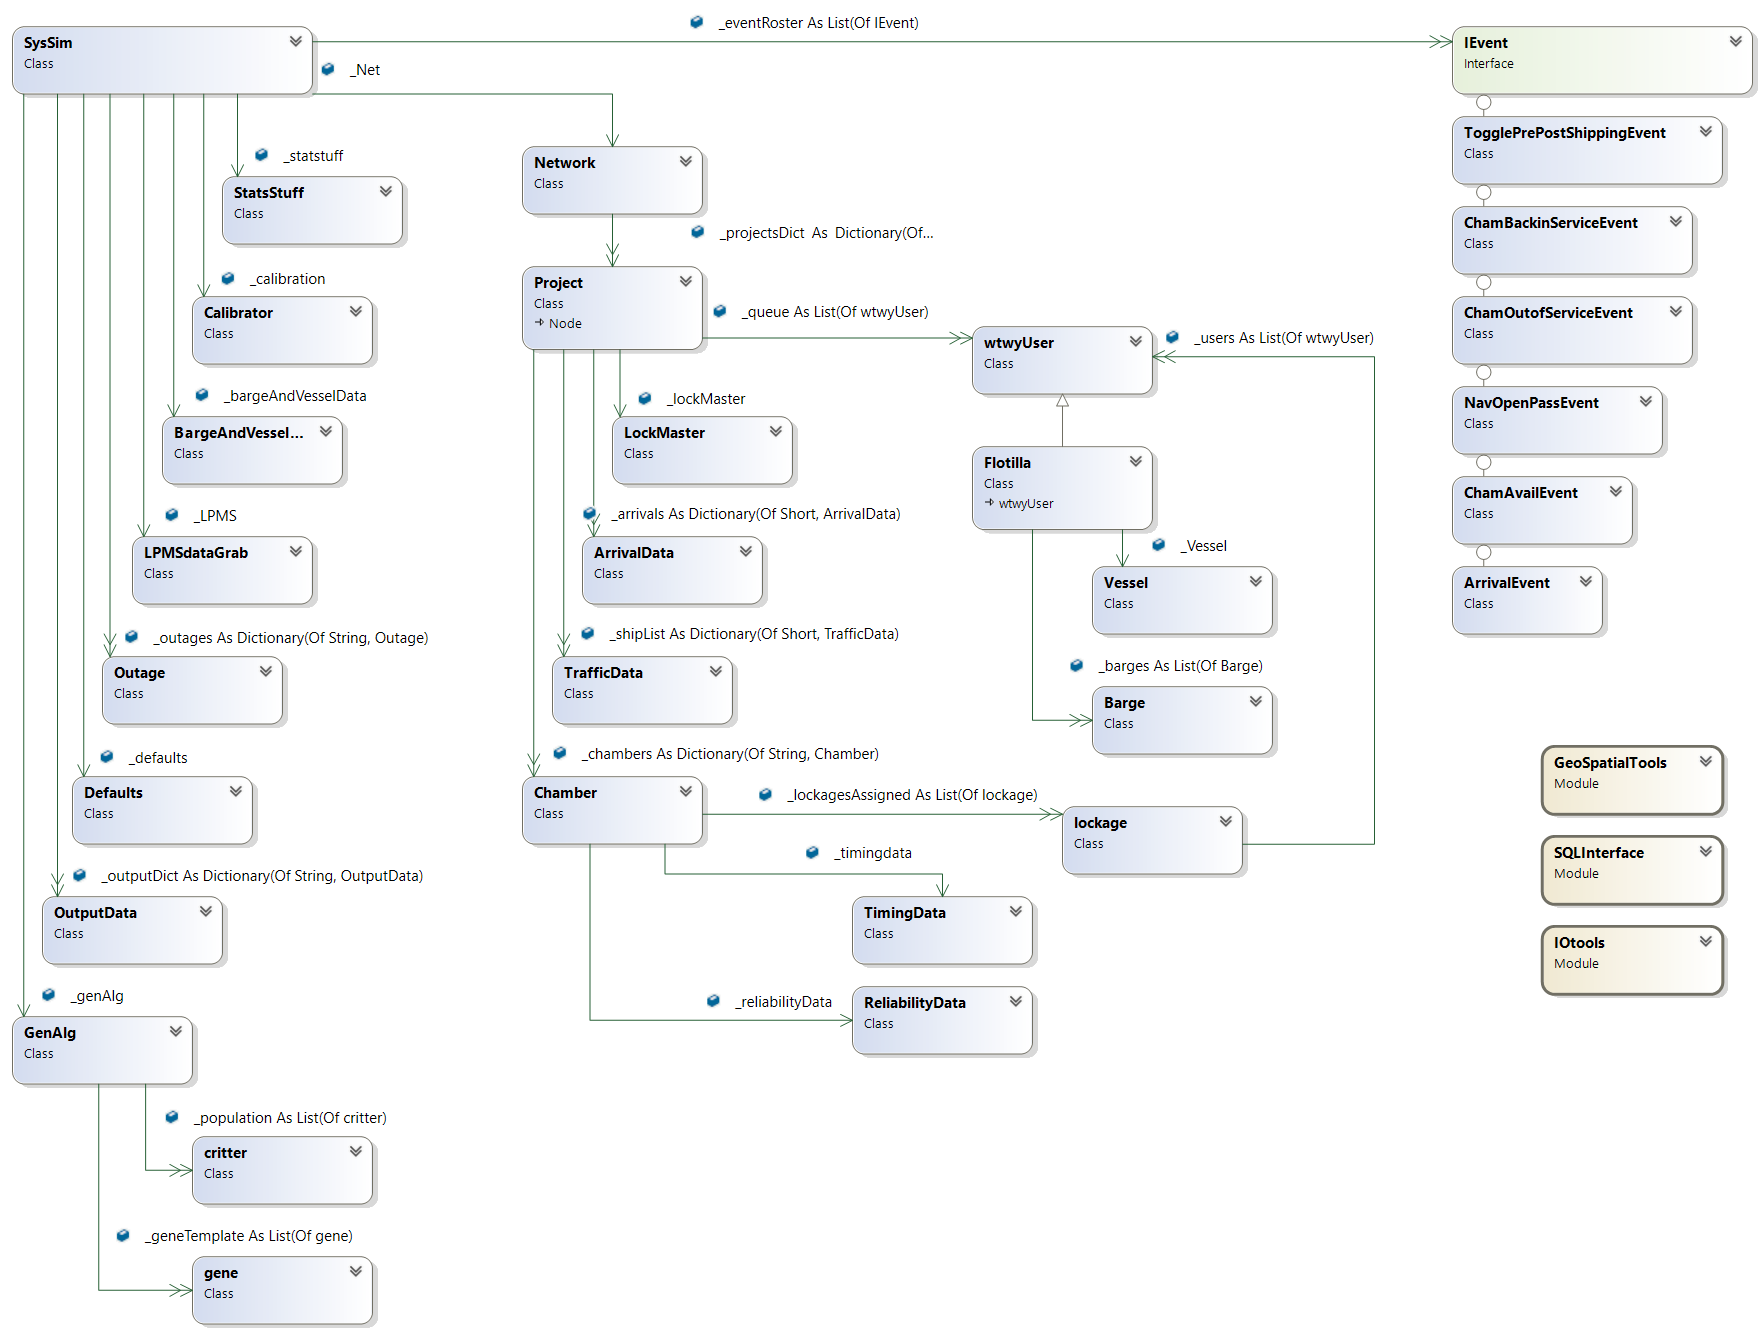 _eventRoster As List(Of IEvent)
SysSim
Class
IEvent
Interface
_Net
TogglePrePostShippingEvent
Class
_statstuff
StatsStuff
Class
Network
Class
ChamBackinServiceEvent
Class
_projectsDict As Dictionary(Of...
_calibration
Calibrator
Class
Project
Class
Node
_queue As List(Of wtwyUser)
wtwyUser
Class
_users As List(Of wtwyUser)
ChamOutofServiceEvent
Class
_bargeAndVesselData
BargeAndVessel...
Class
_lockMaster
LockMaster
Class
NavOpenPassEvent
Class
Flotilla
Class
wtwyUser
ChamAvailEvent
Class
_LPMS
LPMSdataGrab
Class
_arrivals As Dictionary(Of Short, ArrivalData)
ArrivalData
Class
_Vessel
Vessel
Class
ArrivalEvent
Class
_outages As Dictionary(Of String, Outage)
Outage
Class
_shipList As Dictionary(Of Short, TrafficData)
TrafficData
Class
_barges As List(Of Barge)
Barge
Class
_defaults
Defaults
Class
_chambers As Dictionary(Of String, Chamber)
Chamber
Class
_lockagesAssigned As List(Of lockage)
lockage
Class
GeoSpatialTools
Module
SQLInterface
Module
_timingdata
TimingData
Class
_outputDict As Dictionary(Of String, OutputData)
OutputData
Class
IOtools
Module
_reliabilityData
ReliabilityData
Class
_genAlg
GenAlg
Class
_population As List(Of critter)
critter
Class
_geneTemplate As List(Of gene)
gene
Class